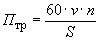 Птр = 60 · v · n / S